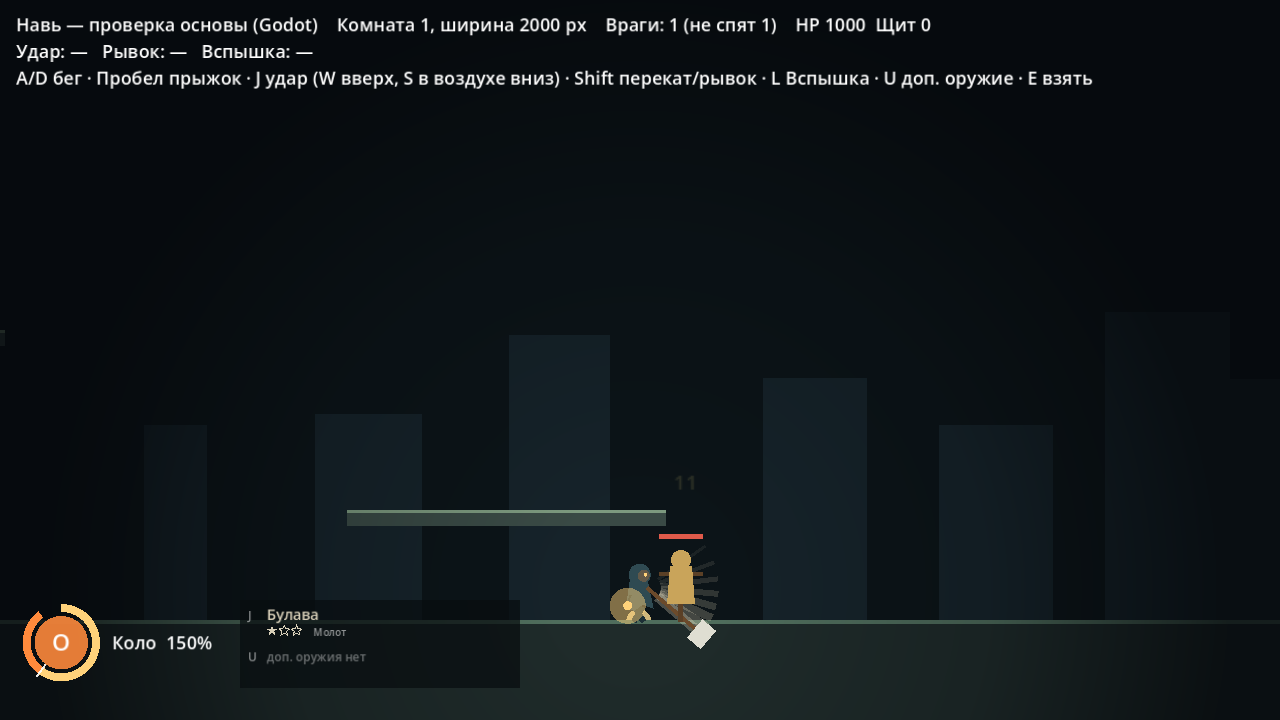 Навь — проверка основы (Godot) Комната 1, ширина 2000 px Враги: 1 (не спят 1) HP 1000 Щит 0
Удар: — Рывок: — Вспышка: —
A/D бег · Пробел прыжок · J удар (W вверх, S в воздухе вниз) · Shift перекат/рывок · L Вспышка · U доп. оружие · E взять
11
J Булава
★☆☆ Молот
О Коло 150%
U доп. оружия нет